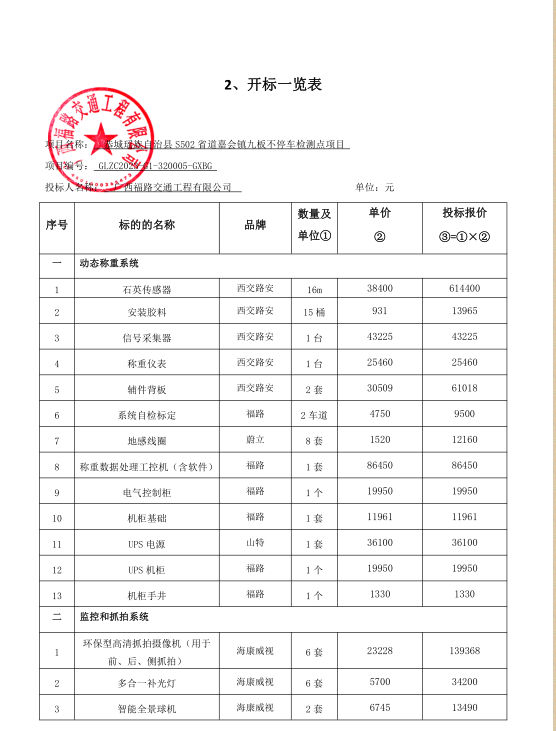 2、开标一览表
项目名称： 恭城瑶族自治县 S502 省道嘉会镇九板不停车检测点项目
项目编号： GLZC2020-G1-320005-GXBG
投标人名称： 广西福路交通工程有限公司 单位：元
序号 标的的名称 品牌 数量及单位① 单价② 投标报价③=①×②
一 动态称重系统
1 石英传感器 西交路安 16m 38400 614400
2 安装胶料 西交路安 15 桶 931 13965
3 信号采集器 西交路安 1 台 43225 43225
4 称重仪表 西交路安 1 台 25460 25460
5 辅件背板 西交路安 2 套 30509 61018
6 系统自检标定 福路 2 车道 4750 9500
7 地感线圈 蔚立 8 套 1520 12160
8 称重数据处理工控机（含软件） 福路 1 套 86450 86450
9 电气控制柜 福路 1 个 19950 19950
10 机柜基础 福路 1 套 11961 11961
11 UPS 电源 山特 1 套 36100 36100
12 UPS 机柜 福路 1 个 19950 19950
13 机柜手井 福路 1 个 1330 1330
二 监控和抓拍系统
1 环保型高清抓拍摄像机（用于前、后、侧抓拍） 海康威视 6 套 23228 139368
2 多合一补光灯 海康威视 6 套 5700 34200
3 智能全景球机 海康威视 2 套 6745 13490